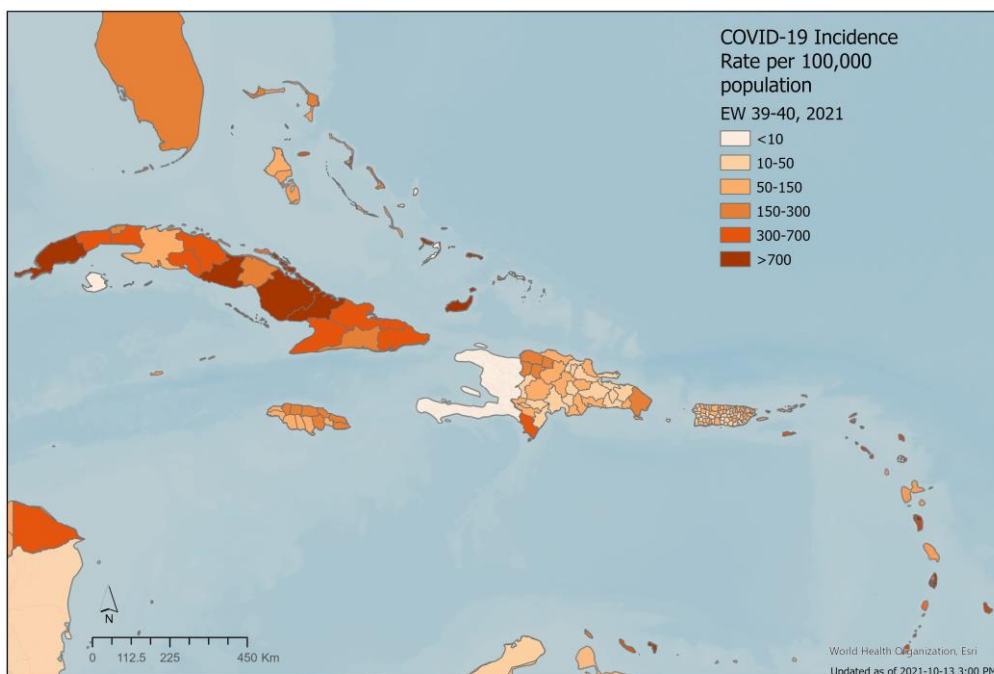 COVID-19 Incidence
Rate per 100,000
population
EW 39-40, 2021
<10
10-50
50-150
150-300
300-700
>700
N
0 112.5 225 450 Km
World Health Organization, Esri
Updated as of 2021-10-13 3:00 PM